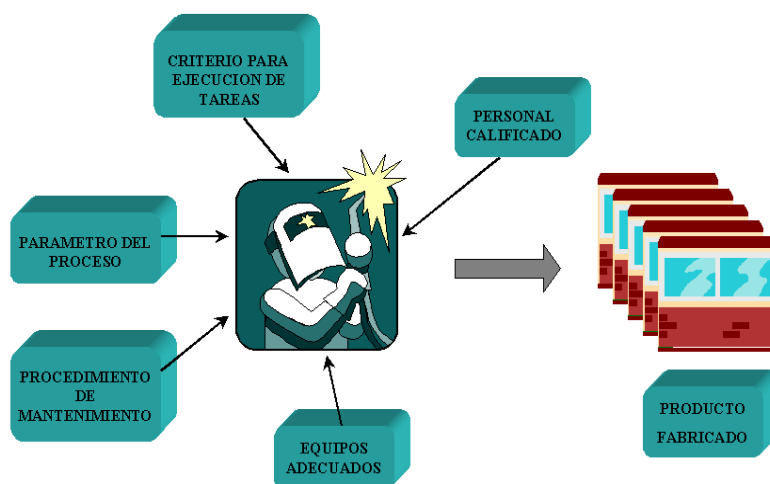 CRITERIO PARA
EJECUCION DE
TAREAS
PERSONAL
CALIFICADO
PARAMETRO DEL
PROCESO
PROCEDIMIENTO
DE
MANTENIMIENTO
EQUIPOS
ADECUADOS
PRODUCTO
FABRICADO